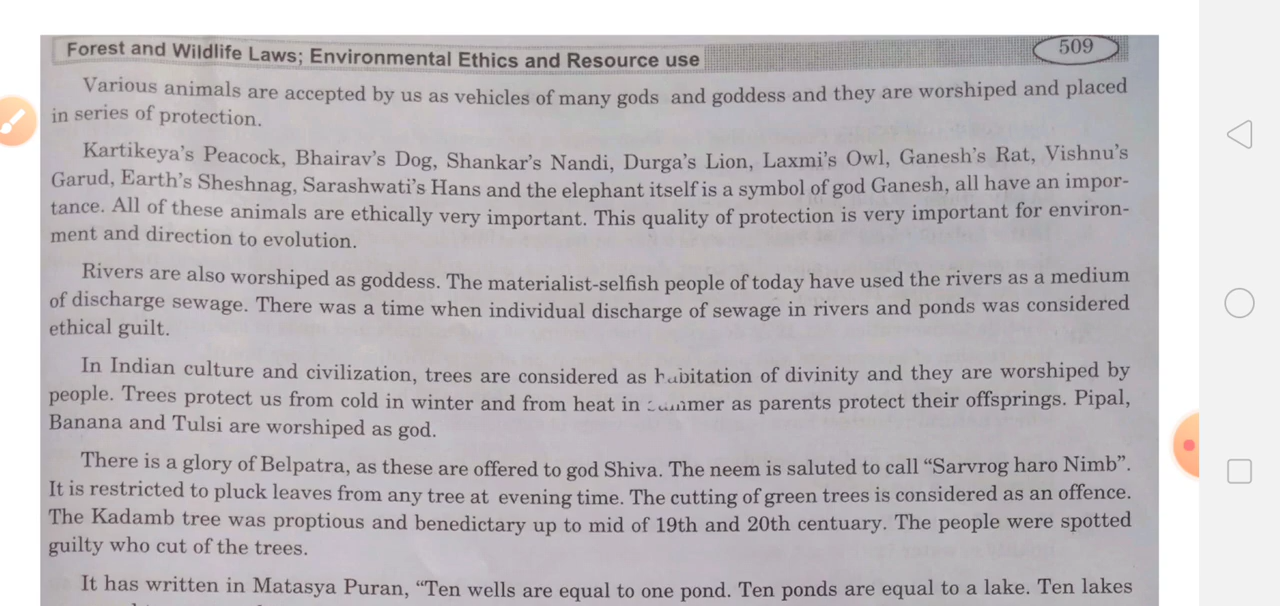 Forest and Wildlife Laws; Environmental Ethics and Resource use 509
Various animals are accepted by us as vehicles of many gods and goddess and they are worshiped and placed
in series of protection.
Kartikeya's Peacock, Bhairav's Dog, Shankar's Nandi, Durga's Lion, Laxmi's Owl, Ganesh's Rat, Vishnu's
Garud, Earth's Sheshnag, Sarashwati's Hans and the elephant itself is a symbol of god Ganesh, all have an impor-
tance. All of these animals are ethically very important. This quality of protection is very important for environ-
ment and direction to evolution.
Rivers are also worshiped as goddess. The materialist-selfish people of today have used the rivers as a medium
of discharge sewage. There was a time when individual discharge of sewage in rivers and ponds was considered
ethical guilt.
In Indian culture and civilization, trees are considered as habitation of divinity and they are worshiped by
people. Trees protect us from cold in winter and from heat in summer as parents protect their offsprings. Pipal,
Banana and Tulsi are worshiped as god.
There is a glory of Belpatra, as these are offered to god Shiva. The neem is saluted to call “Sarvrog haro Nimb”.
It is restricted to pluck leaves from any tree at evening time. The cutting of green trees is considered as an offence.
The Kadamb tree was proptious and benedictary up to mid of 19th and 20th centuary. The people were spotted
guilty who cut of the trees.
It has written in Matasya Puran, “Ten wells are equal to one pond. Ten ponds are equal to a lake. Ten lakes